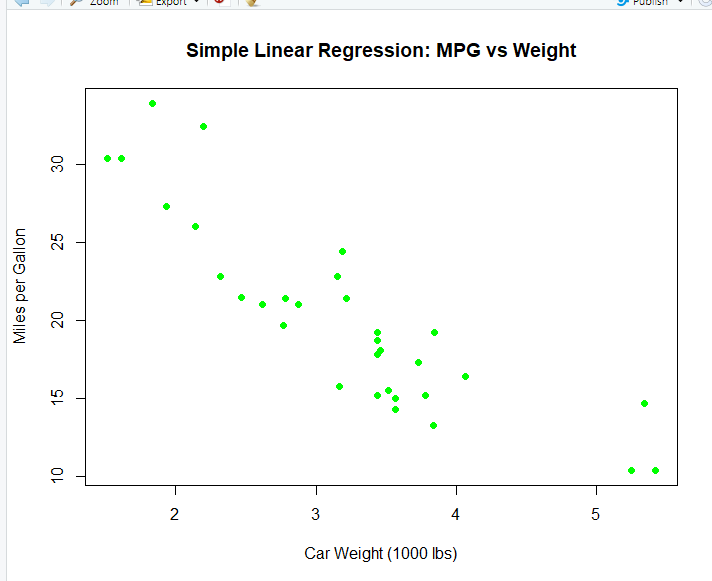 Zoom Export Publish
Simple Linear Regression: MPG vs Weight
30
25
20
15
10
Miles per Gallon
2 3 4 5
Car Weight (1000 lbs)